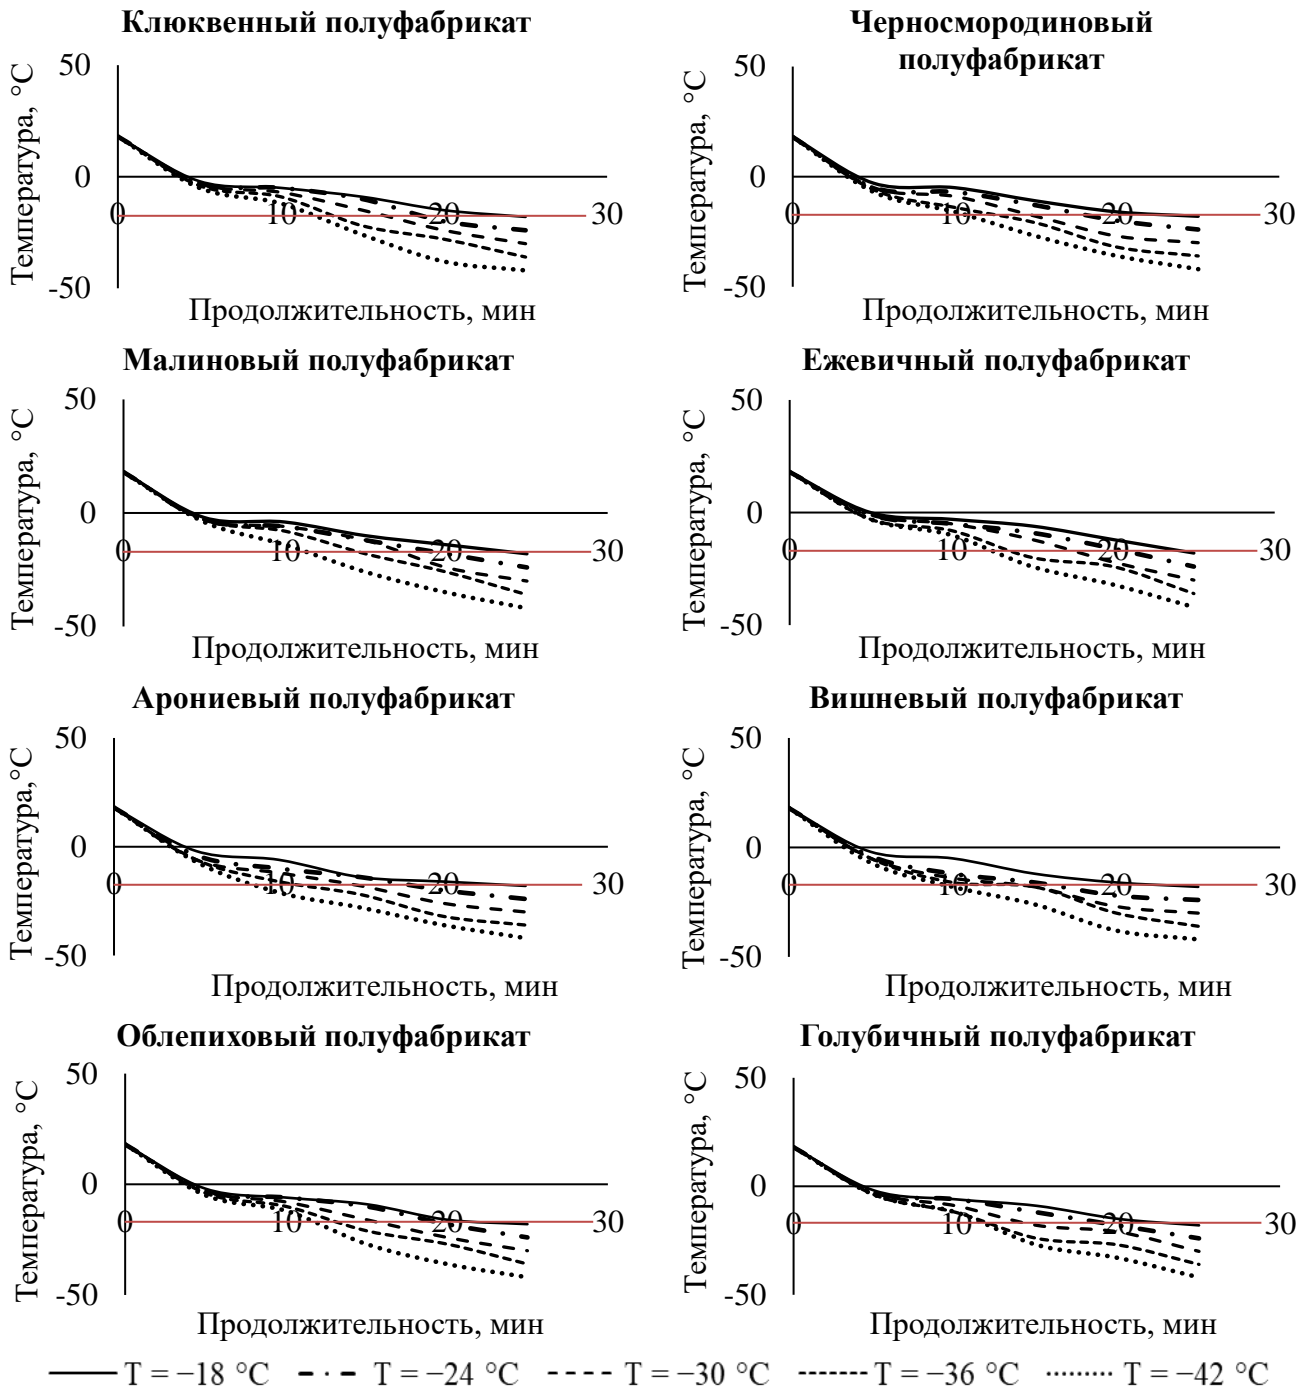 Клюквенный полуфабрикат
Температура, °С
50
0
-50
0
10
20
30
Продолжительность, мин
Черносмородиновый
полуфабрикат
Температура, °С
50
0
-50
0
10
20
30
Продолжительность, мин
Малиновый полуфабрикат
Температура, °С
50
0
-50
0
10
20
30
Продолжительность, мин
Ежевичный полуфабрикат
Температура, °С
50
0
-50
0
10
20
30
Продолжительность, мин
Арониевый полуфабрикат
Температура,°С
50
0
-50
0
10
20
30
Продолжительность, мин
Вишневый полуфабрикат
Температура, °С
50
0
-50
0
10
20
30
Продолжительность, мин
Облепиховый полуфабрикат
Температура, °С
50
0
-50
0
10
20
30
Продолжительность, мин
Голубичный полуфабрикат
Температура, °С
50
0
-50
0
10
20
30
Продолжительность, мин
T = −18 °C
T = −24 °C
T = −30 °C
T = −36 °C
T = −42 °C